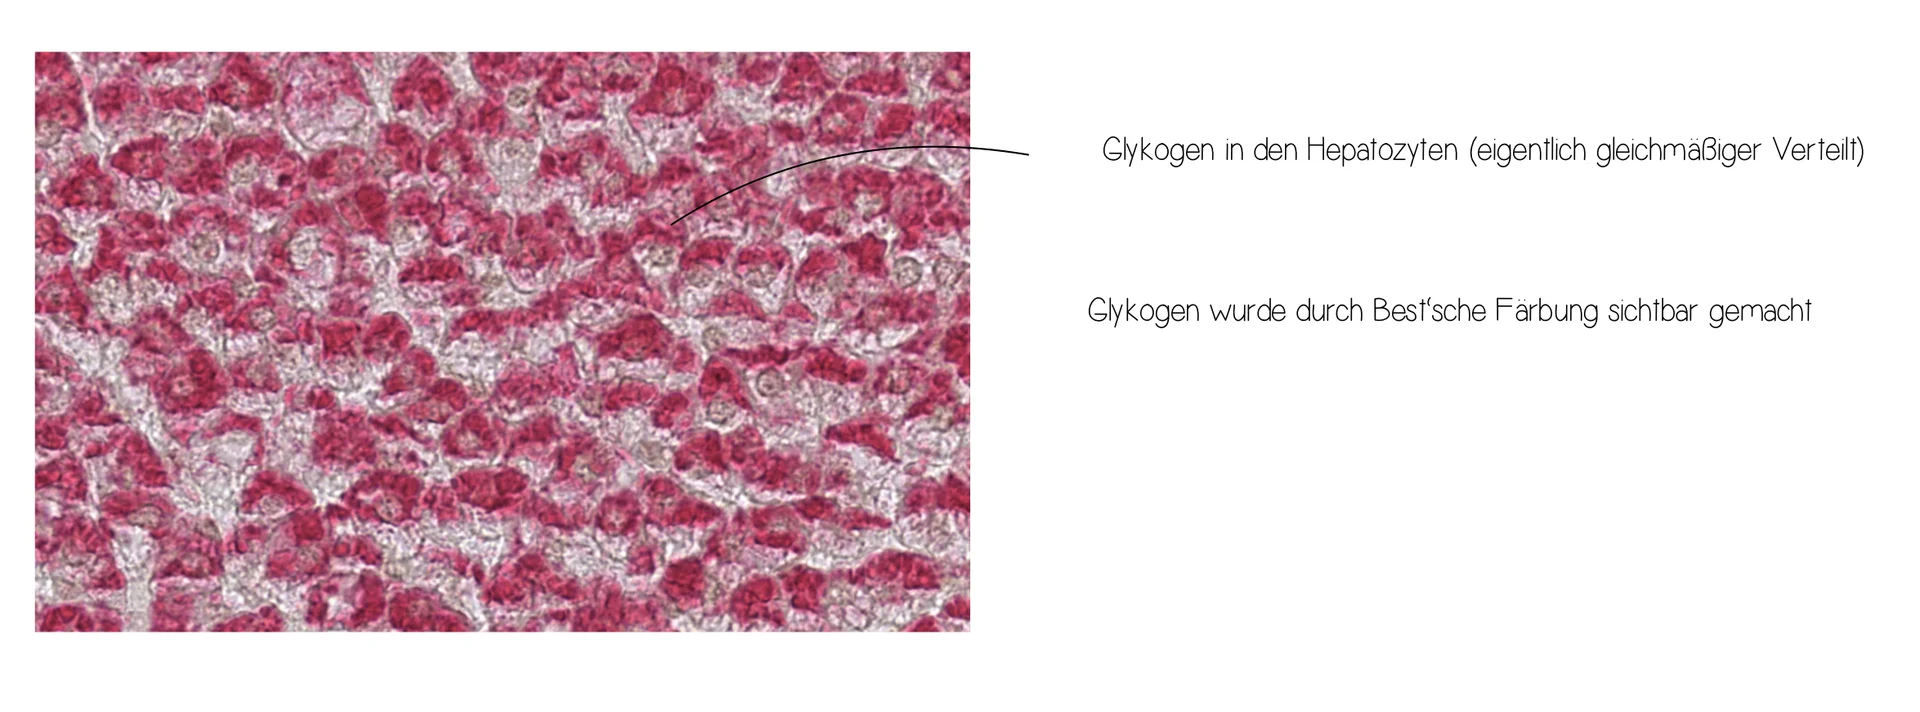 Glykogen in den Hepatozyten (eigentlich gleichmäßiger Verteilt)
Glykogen wurde durch Best'sche Färbung sichtbar gemacht